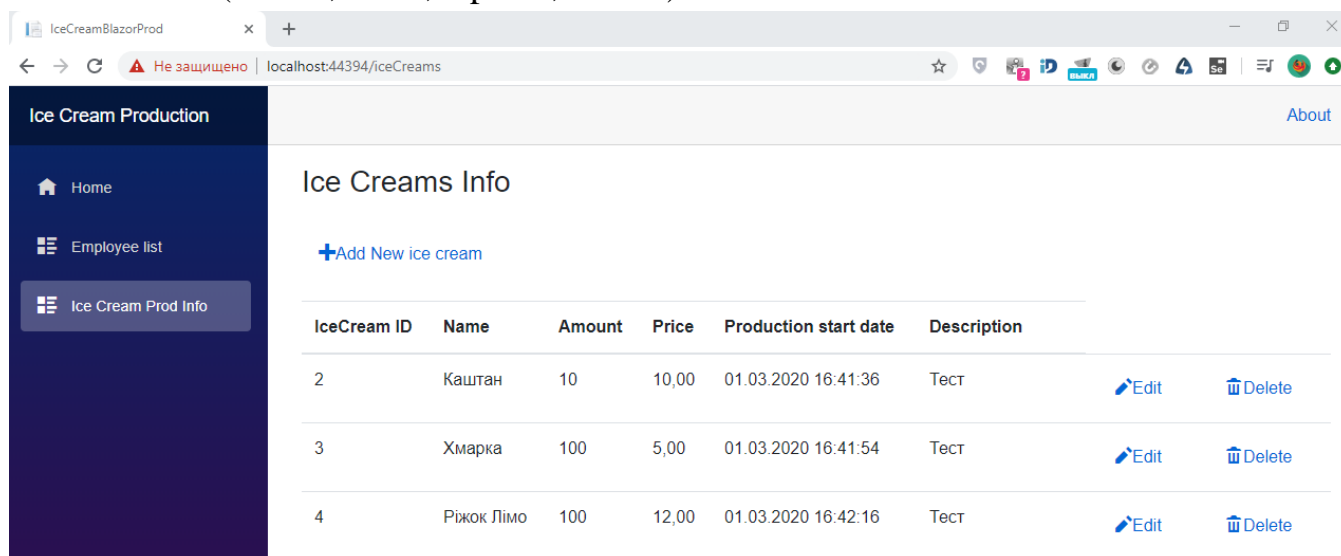 IceCreamBlazorProd
Не защищено | localhost:44394/iceCreams
выкл
Se
Ice Cream Production
About
Home
Ice Creams Info
Employee list
Add New ice cream
Ice Cream Prod Info
IceCream ID Name Amount Price Production start date Description
2 Каштан 10 10,00 01.03.2020 16:41:36 Тест Edit Delete
3 Хмарка 100 5,00 01.03.2020 16:41:54 Тест Edit Delete
4 Ріжок Лімо 100 12,00 01.03.2020 16:42:16 Тест Edit Delete